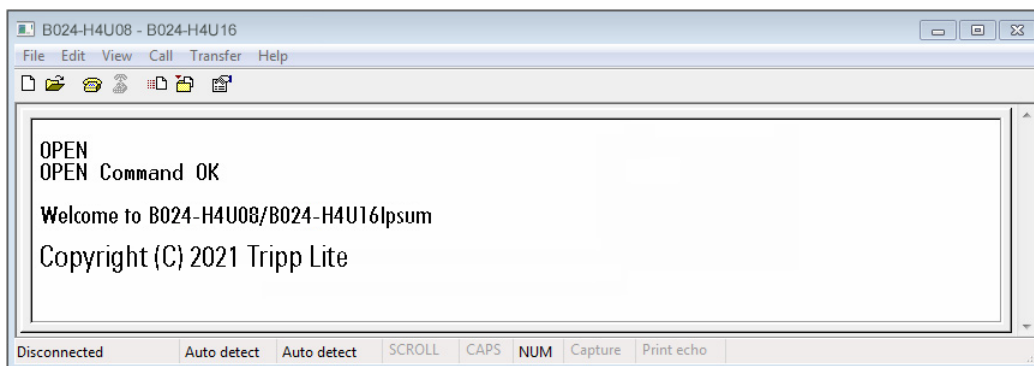 B024-H4U08 - B024-H4U16
File Edit View Call Transfer Help
OPEN
OPEN Command OK
Welcome to B024-H4U08/B024-H4U16Ipsum
Copyright (C) 2021 Tripp Lite
Disconnected Auto detect Auto detect SCROLL CAPS NUM Capture Print echo